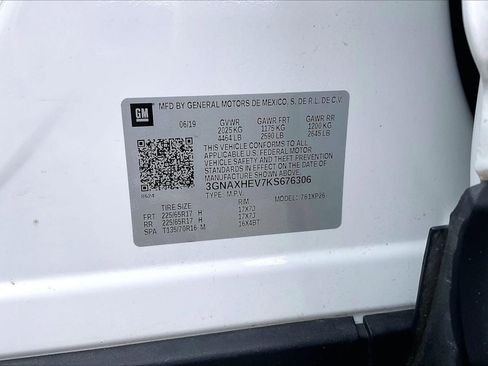 GM
MFD BY GENERAL MOTORS DE MEXICO, S. DE R.L. DE C.V.
06/19 GVWR GAWR FRT GAWR RR
2025 KG 1175 KG 1200 KG
4464 LB 2590 LB 2645 LB
THIS VEHICLE CONFORMS TO ALL
APPLICABLE U.S. FEDERAL MOTOR
VEHICLE SAFETY AND THEFT PREVENTION
STANDARDS IN EFFECT ON THE DATE OF
MANUFACTURE SHOWN ABOVE.
3GNAXHEV7KS676306
TYPE: M.P.V. MODEL: 761XP26
TIRE SIZE RIM
FRT 225/65R17 H 17X7J
RR 225/65R17 H 17X7J
SPA T135/70R16 M 16X4BT